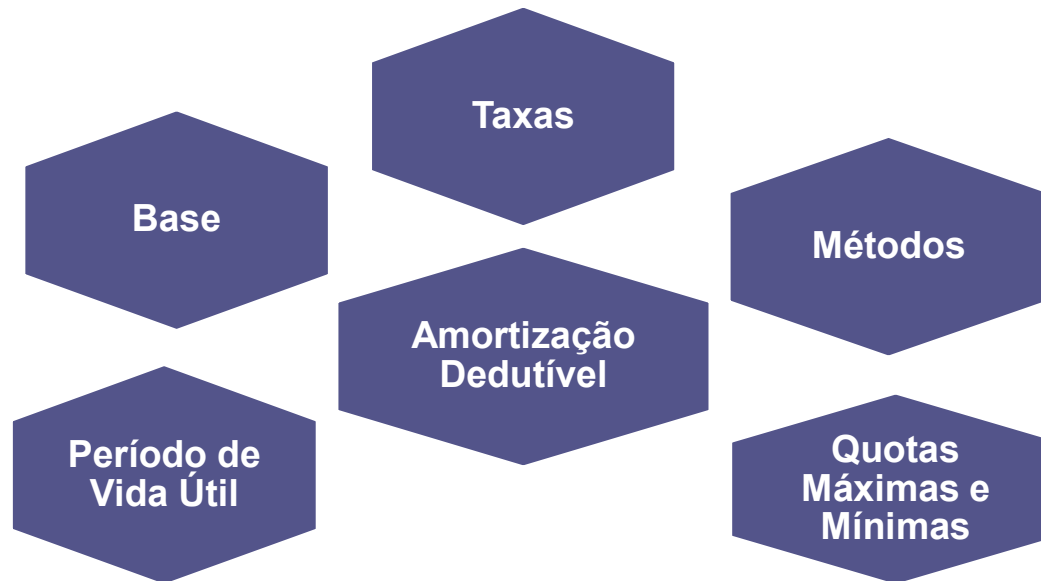 Taxas
Base
Métodos
Amortização
Dedutível
Período de
Vida Útil
Quotas
Máximas e
Mínimas